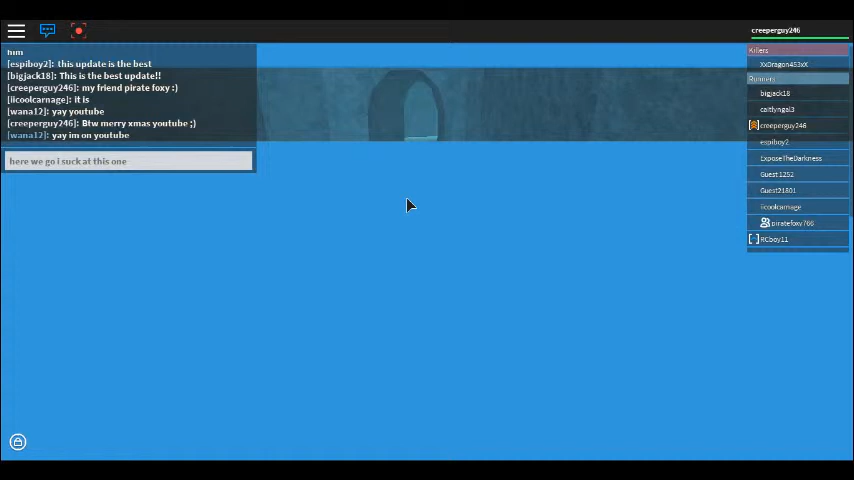 creeperguy246
him
[espiboy2]: this update is the best
[bigjack18]: This is the best update!!
[creeperguy246]: my friend pirate foxy :)
[iicoolcarnage]: it is
[wana12]: yay youtube
[creeperguy246]: Btw merry xmas youtube ;)
[wana12]: yay im on youtube
here we go i suck at this one
Killers
XxDragon453xX
Runners
bigjack18
caitlyngal3
creeperguy246
espiboy2
ExposeTheDarkness
Guest 1252
Guest21801
iicoolcarnage
piratefoxy766
RCboy11